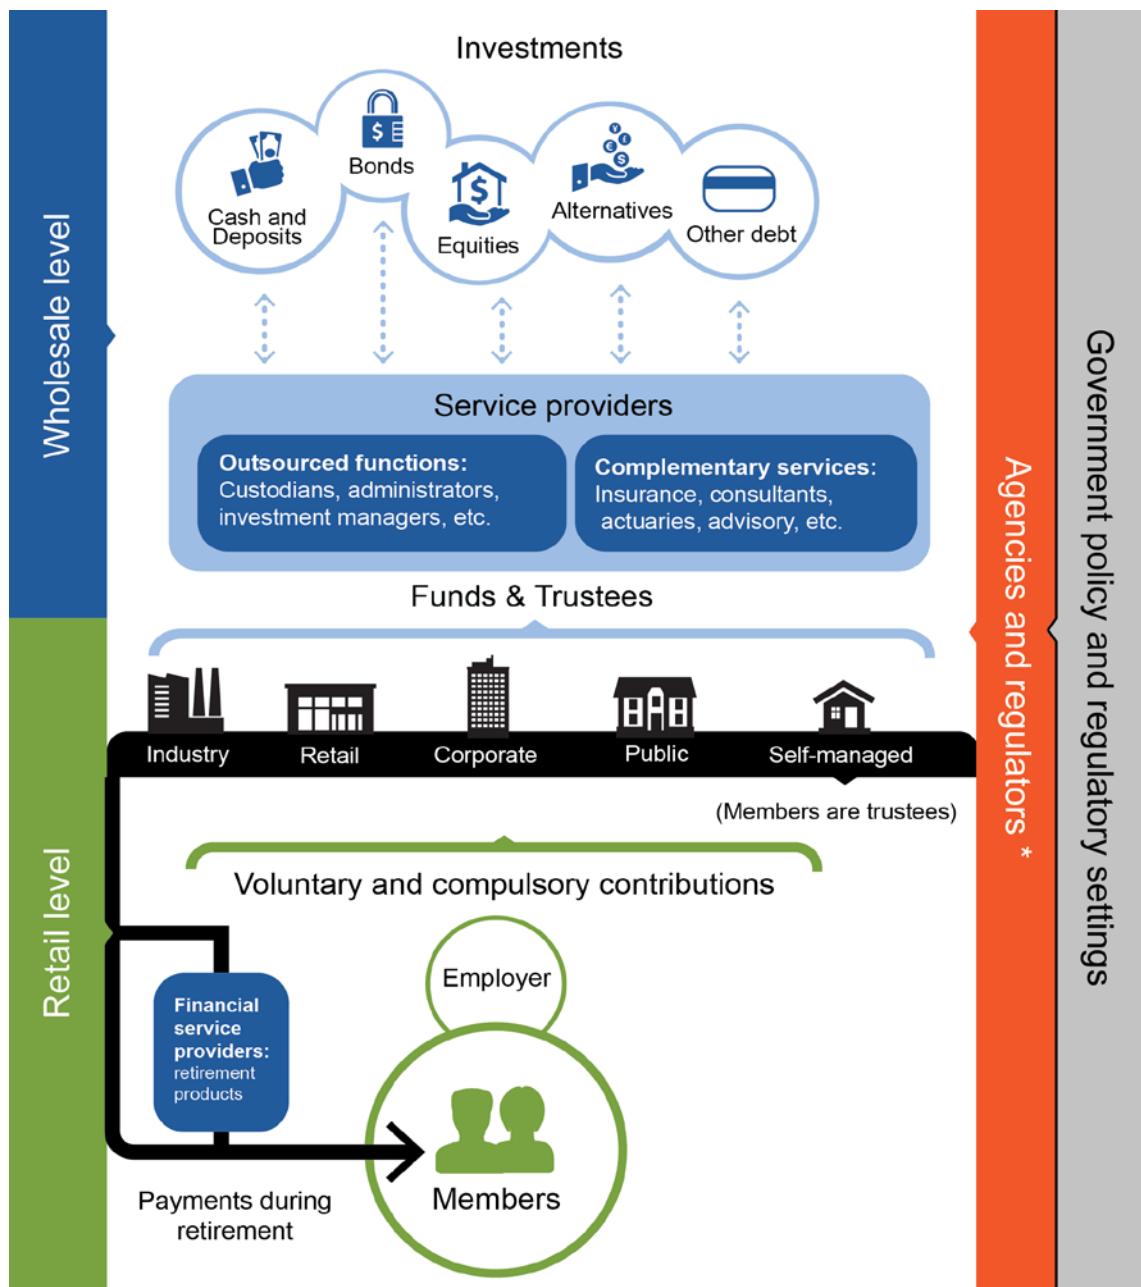 Investments
Cash and
Deposits
Bonds
$
Equities
$
Alternatives
¥
£
€
$
Other debt
Wholesale level
Service providers
Outsourced functions:
Custodians, administrators,
investment managers, etc.
Complementary services:
Insurance, consultants,
actuaries, advisory, etc.
Funds & Trustees
Industry
Retail
Corporate
Public
Self-managed
(Members are trustees)
Retail level
Voluntary and compulsory contributions
Employer
Financial
service
providers:
retirement
products
Members
Payments during
retirement
Agencies and regulators *
Government policy and regulatory settings